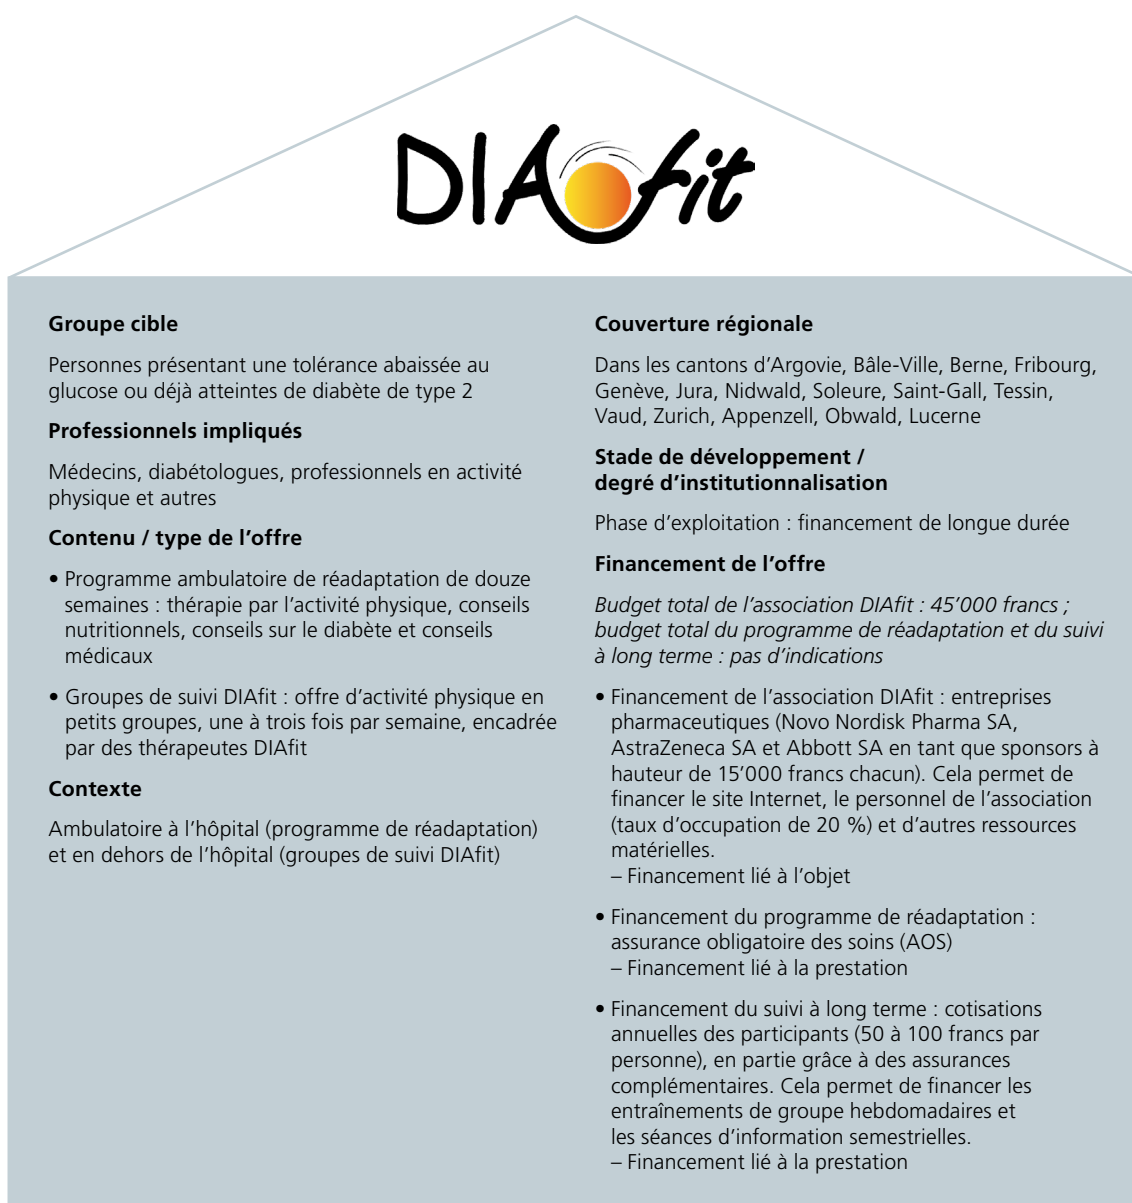 DIAfit
Groupe cible
Personnes présentant une tolérance abaissée au
glucose ou déjà atteintes de diabète de type 2
Professionnels impliqués
Médecins, diabétologues, professionnels en activité
physique et autres
Contenu / type de l’offre
• Programme ambulatoire de réadaptation de douze
semaines : thérapie par l’activité physique, conseils
nutritionnels, conseils sur le diabète et conseils
médicaux
• Groupes de suivi DIAfit : offre d’activité physique en
petits groupes, une à trois fois par semaine, encadrée
par des thérapeutes DIAfit
Contexte
Ambulatoire à l’hôpital (programme de réadaptation)
et en dehors de l’hôpital (groupes de suivi DIAfit)
Couverture régionale
Dans les cantons d’Argovie, Bâle-Ville, Berne, Fribourg,
Genève, Jura, Nidwald, Soleure, Saint-Gall, Tessin,
Vaud, Zurich, Appenzell, Obwald, Lucerne
Stade de développement /
degré d’institutionnalisation
Phase d’exploitation : financement de longue durée
Financement de l’offre
Budget total de l’association DIAfit : 45’000 francs ;
budget total du programme de réadaptation et du suivi
à long terme : pas d’indications
• Financement de l’association DIAfit : entreprises
pharmaceutiques (Novo Nordisk Pharma SA,
AstraZeneca SA et Abbott SA en tant que sponsors à
hauteur de 15’000 francs chacun). Cela permet de
financer le site Internet, le personnel de l’association
(taux d’occupation de 20 %) et d’autres ressources
matérielles.
– Financement lié à l’objet
• Financement du programme de réadaptation :
assurance obligatoire des soins (AOS)
– Financement lié à la prestation
• Financement du suivi à long terme : cotisations
annuelles des participants (50 à 100 francs par
personne), en partie grâce à des assurances
complémentaires. Cela permet de financer les
entraînements de groupe hebdomadaires et
les séances d’information semestrielles.
– Financement lié à la prestation